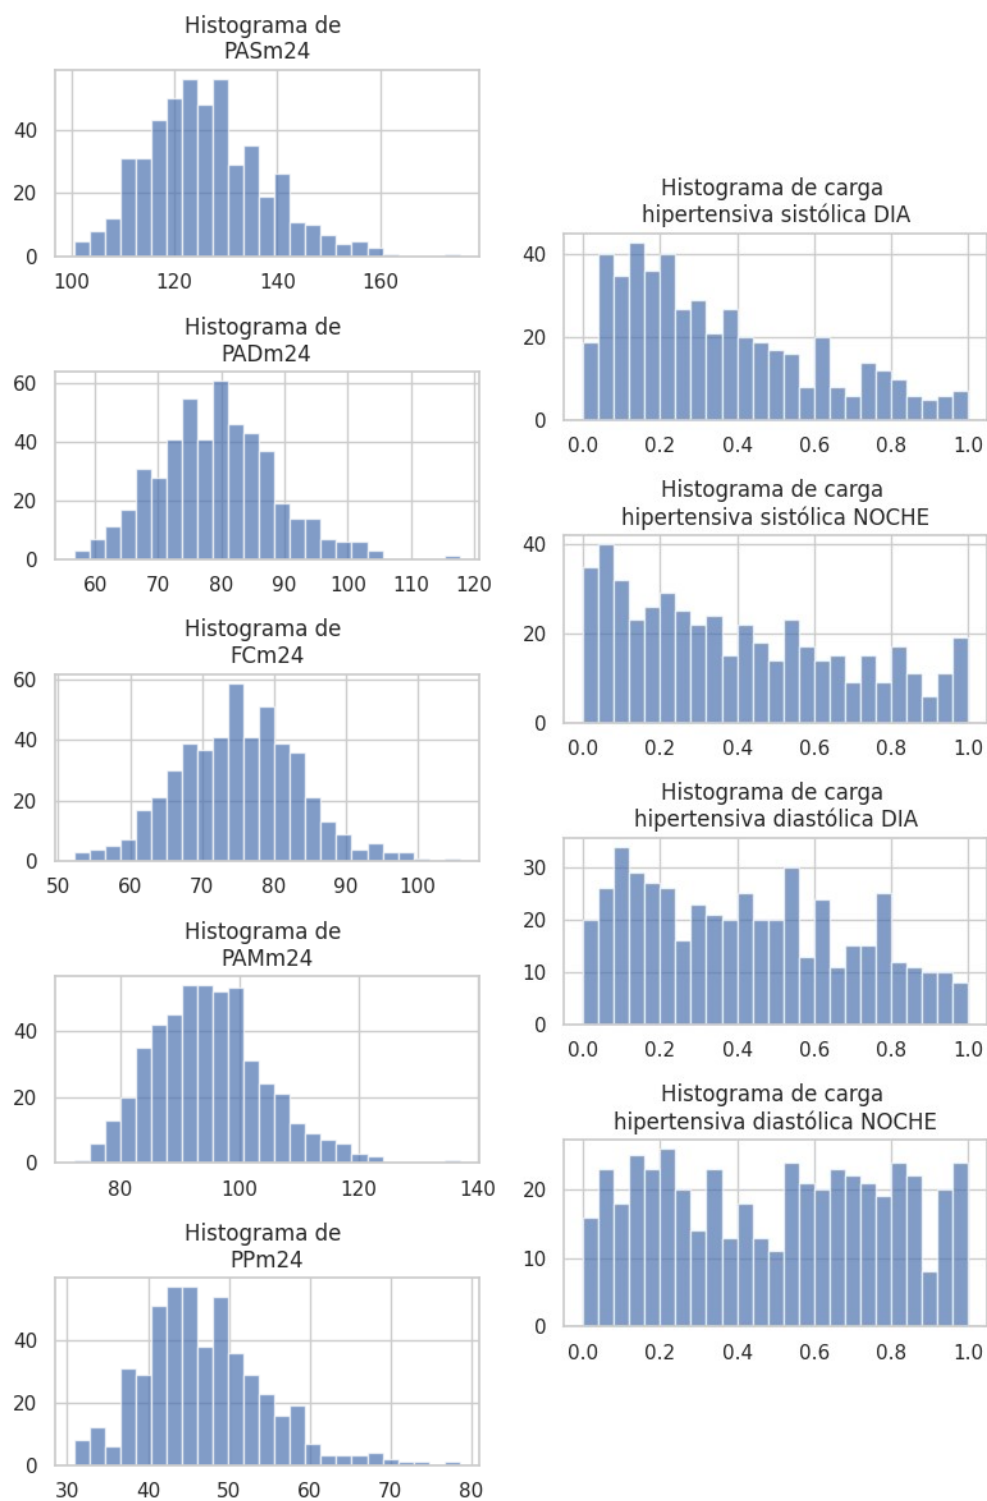 Histograma de
PASm24
40
20
0
100 120 140 160
Histograma de
PADm24
60
40
20
0
60 70 80 90 100 110 120
Histograma de
FCm24
60
40
20
0
50 60 70 80 90 100
Histograma de
PAMm24
40
20
0
80 100 120 140
Histograma de
PPm24
40
20
0
30 40 50 60 70 80
Histograma de carga
hipertensiva sistólica DIA
40
20
0
0.0 0.2 0.4 0.6 0.8 1.0
Histograma de carga
hipertensiva sistólica NOCHE
40
20
0
0.0 0.2 0.4 0.6 0.8 1.0
Histograma de carga
hipertensiva diastólica DIA
30
20
10
0
0.0 0.2 0.4 0.6 0.8 1.0
Histograma de carga
hipertensiva diastólica NOCHE
20
10
0
0.0 0.2 0.4 0.6 0.8 1.0